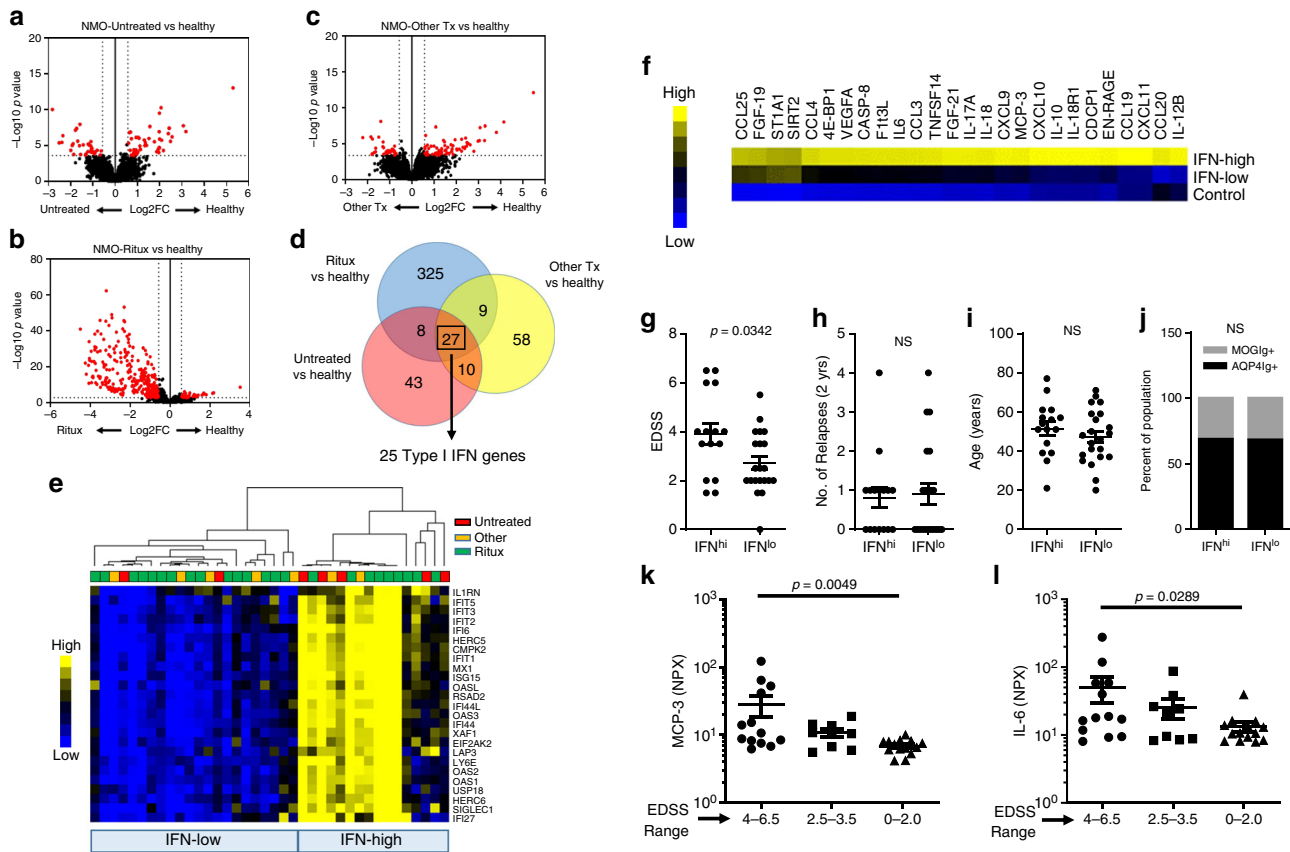 a
NMO-Untreated vs healthy
–Log10 p value
20
15
10
5
0
–3 –2 –1 0 1 2 3 4 5 6
Untreated Log2FC Healthy
c
NMO-Other Tx vs healthy
–Log10 p value
20
15
10
5
0
–3 –2 –1 0 1 2 3 4 5 6
Other Tx Log2FC Healthy
b
NMO-Ritux vs healthy
–Log10 p value
80
60
40
20
0
–6 –4 –2 0 2 4
Ritux Log2FC Healthy
d
Ritux vs healthy
Other Tx vs healthy
Untreated vs healthy
325
9
8
27
58
43
10
25 Type I IFN genes
e
Untreated
Other
Ritux
High
Low
IL1RN
IFIT5
IFIT3
IFIT2
IFI6
HERC5
CMPK2
IFIT1
MX1
ISG15
OASL
RSAD2
IFI44L
OAS3
IFI44
XAF1
EIF2AK2
LAP3
LY6E
OAS2
OAS1
USP18
HERC6
SIGLEC1
IFI27
IFN-low
IFN-high
f
High
Low
CCL25
FGF-19
ST1A1
SIRT2
CCL4
4E-BP1
VEGFA
CASP-8
F1t3L
IL6
CCL3
TNFSF14
FGF-21
IL-17A
IL-18
CXCL9
MCP-3
CXCL10
IL-10
IL-18R1
CDCP1
EN-RAGE
CCL19
CXCL11
CCL20
IL-12B
IFN-high
IFN-low
Control
g
p = 0.0342
EDSS
8
6
4
2
0
IFNhi IFNlo
h
NS
No. of Relapses (2 yrs)
5
4
3
2
1
0
IFNhi IFNlo
i
NS
Age (years)
100
80
60
40
20
0
IFNhi IFNlo
j
NS
MOGIg+
AQP4Ig+
Percent of population
150
100
50
0
IFNhi IFNlo
k
p = 0.0049
MCP-3 (NPX)
10³
10²
10¹
10⁰
EDSS Range
4–6.5 2.5–3.5 0–2.0
l
p = 0.0289
IL-6 (NPX)
10³
10²
10¹
10⁰
EDSS Range
4–6.5 2.5–3.5 0–2.0